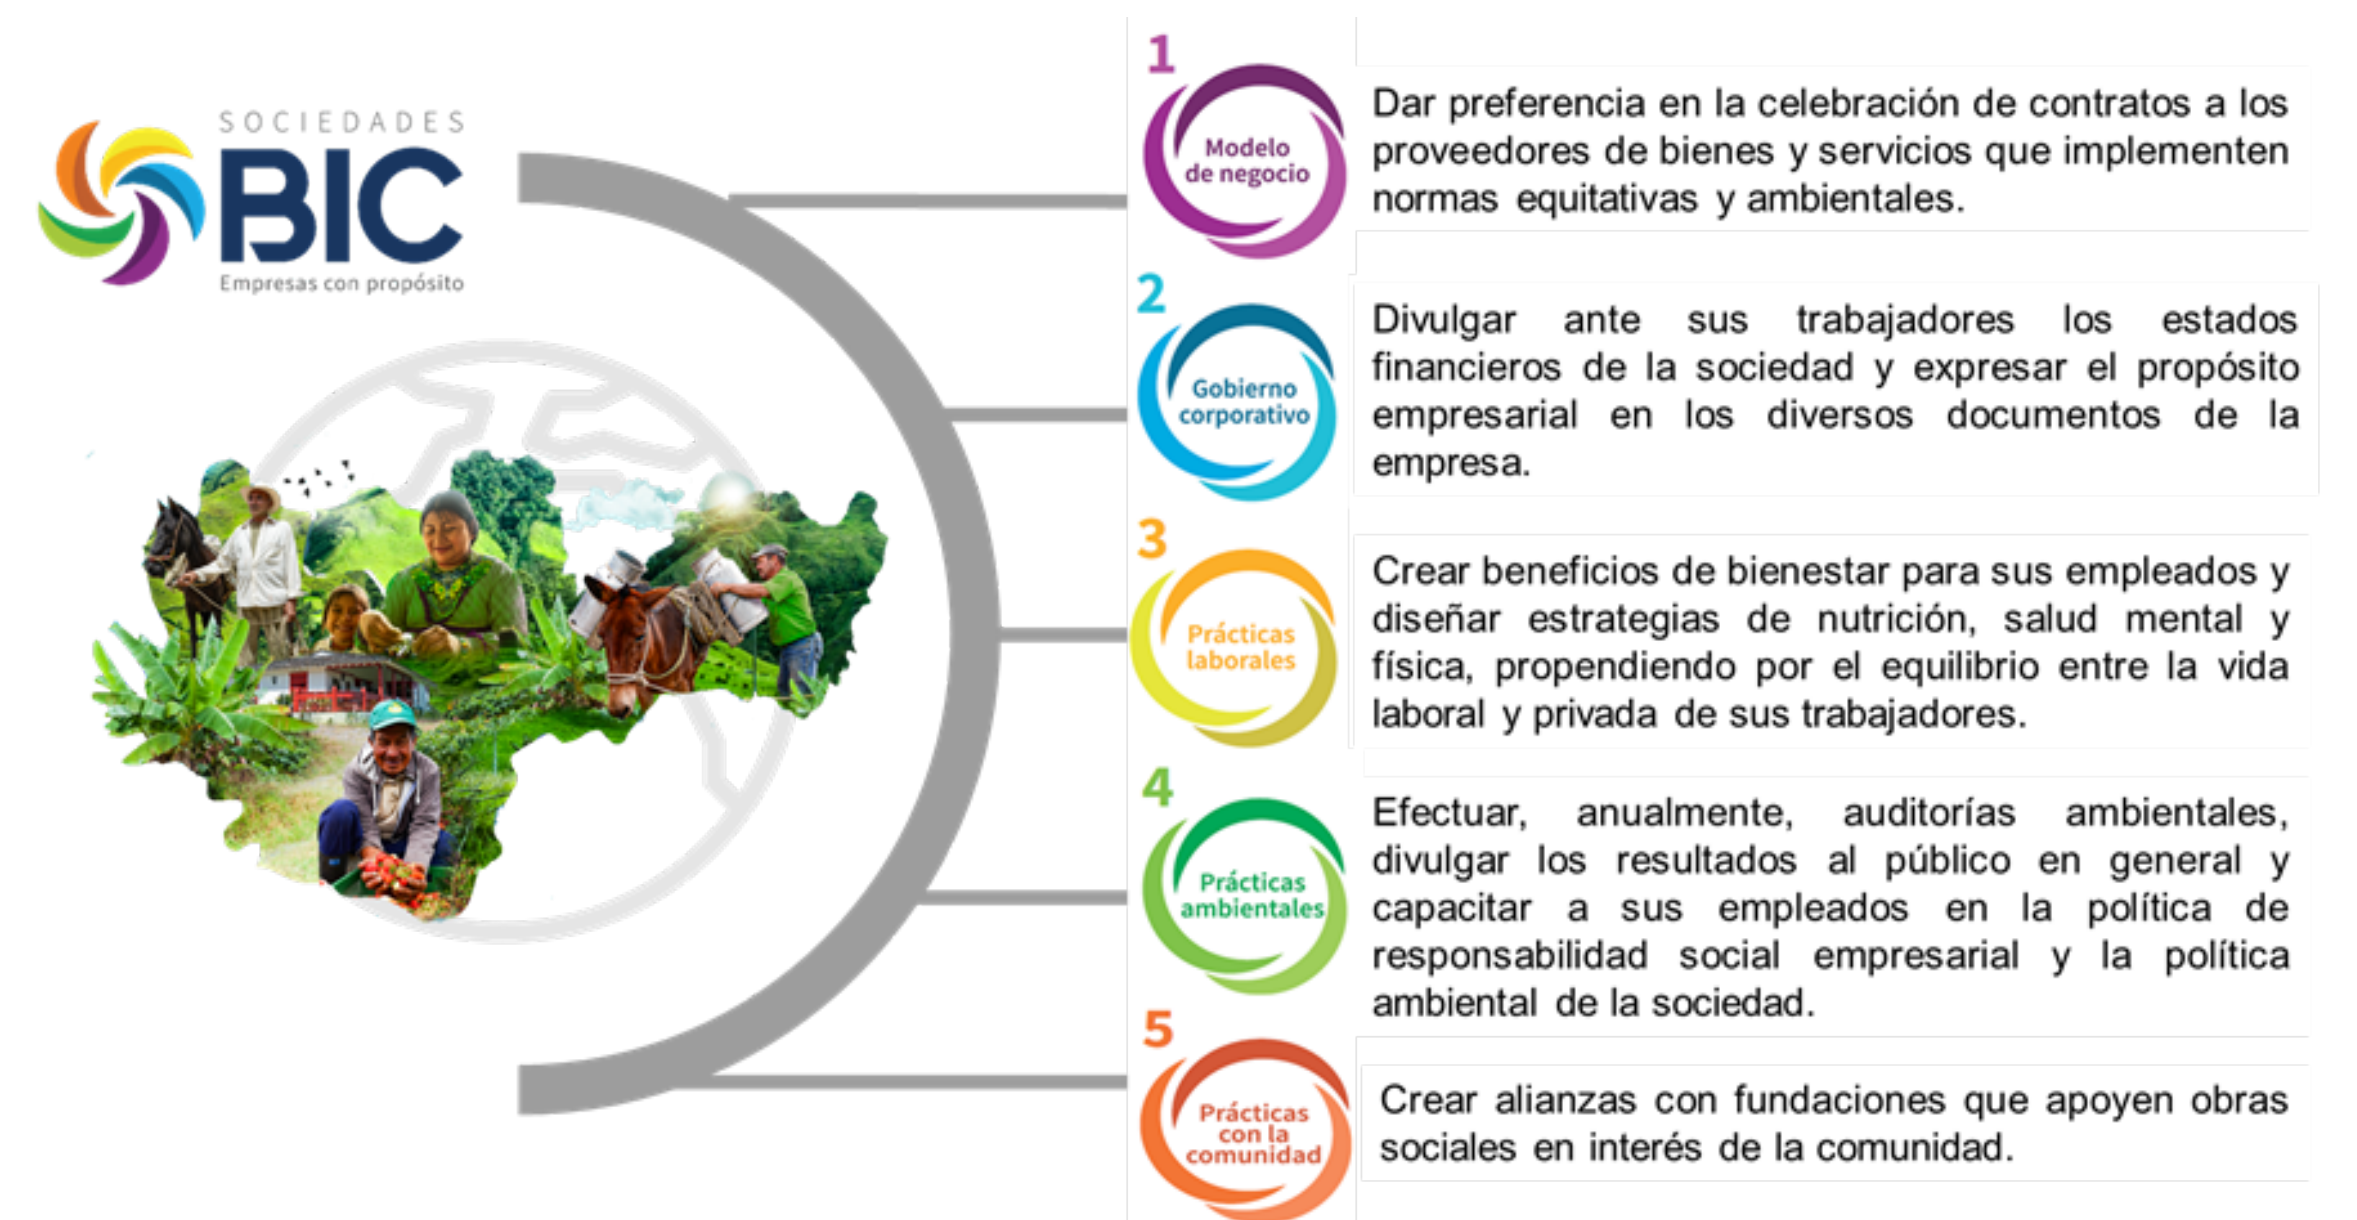 SOCIEDADES
BIC
Empresas con propósito
1
Modelo
de negocio
Dar preferencia en la celebración de contratos a los
proveedores de bienes y servicios que implementen
normas equitativas y ambientales.
2
Gobierno
corporativo
Divulgar ante sus trabajadores los estados
financieros de la sociedad y expresar el propósito
empresarial en los diversos documentos de la
empresa.
3
Prácticas
laborales
Crear beneficios de bienestar para sus empleados y
diseñar estrategias de nutrición, salud mental y
física, propendiendo por el equilibrio entre la vida
laboral y privada de sus trabajadores.
4
Prácticas
ambientales
Efectuar, anualmente, auditorías ambientales,
divulgar los resultados al público en general y
capacitar a sus empleados en la política de
responsabilidad social empresarial y la política
ambiental de la sociedad.
5
Prácticas
con la
comunidad
Crear alianzas con fundaciones que apoyen obras
sociales en interés de la comunidad.